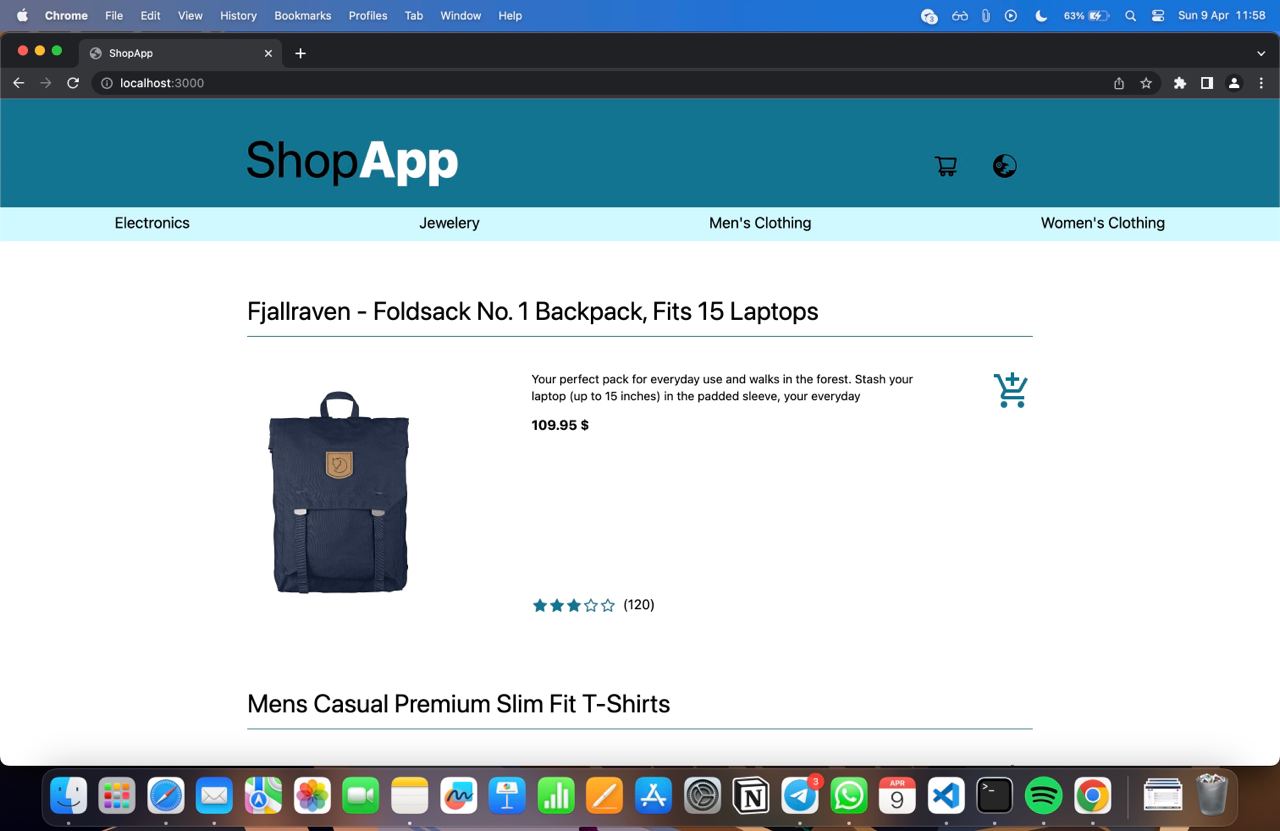 Chrome File Edit View History Bookmarks Profiles Tab Window Help 3 63% Sun 9 Apr 11:58
ShopApp
localhost:3000
ShopApp
Electronics Jewelery Men's Clothing Women's Clothing
Fjallraven - Foldsack No. 1 Backpack, Fits 15 Laptops
Your perfect pack for everyday use and walks in the forest. Stash your
laptop (up to 15 inches) in the padded sleeve, your everyday
109.95 $
(120)
Mens Casual Premium Slim Fit T-Shirts
3
APR
9